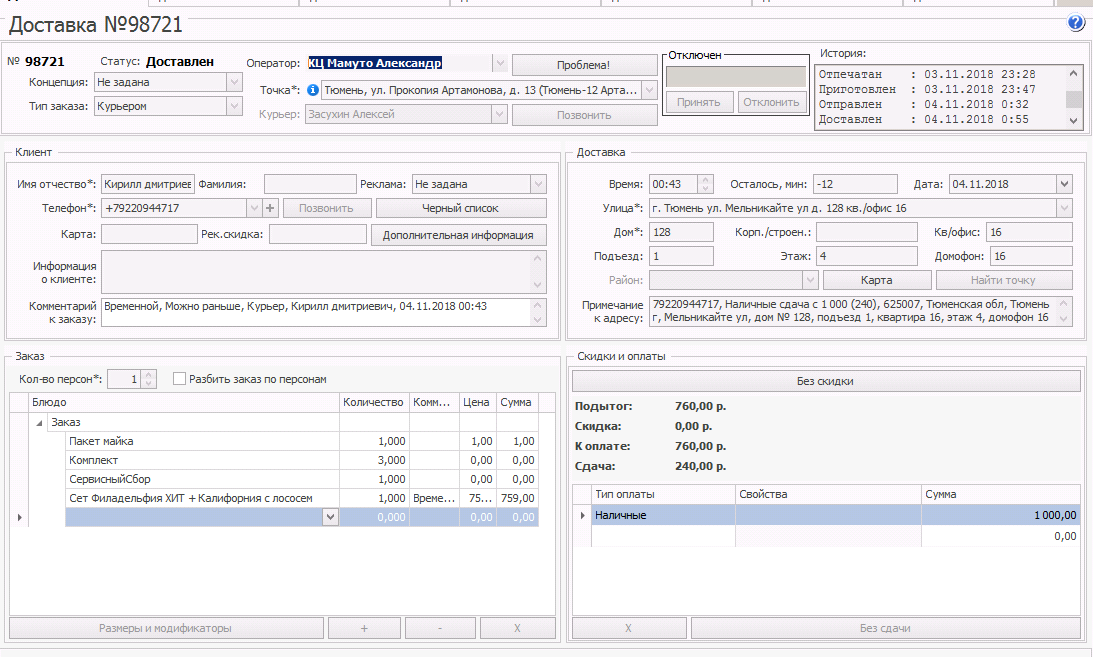 Доставка №98721
№ 98721 Статус: Доставлен Оператор: КЦ Мамуто Александр Проблема!
Концепция: Не задана Точка*: Тюмень, ул. Прокопия Артамонова, д. 13 (Тюмень-12 Арта...
Тип заказа: Курьером Курьер: Засухин Алексей Позвонить
Отключен
Принять Отклонить
История:
Отпечатан : 03.11.2018 23:28
Приготовлен : 03.11.2018 23:47
Отправлен : 04.11.2018 0:32
Доставлен : 04.11.2018 0:55
Клиент
Имя отчество*: Кирилл дмитриев Фамилия: Реклама: Не задана
Телефон*: +79220944717 + Позвонить Черный список
Карта: Рек.скидка: Дополнительная информация
Информация
о клиенте:
Комментарий
к заказу:
Временной, Можно раньше, Курьер, Кирилл дмитриевич, 04.11.2018 00:43
Доставка
Время: 00:43 Осталось, мин: -12 Дата: 04.11.2018
Улица*: г. Тюмень ул. Мельникайте ул д. 128 кв./офис 16
Дом*: 128 Корп./строен.: Кв/офис: 16
Подъезд: 1 Этаж: 4 Домофон: 16
Район: Карта Найти точку
Примечание
к адресу:
79220944717, Наличные сдача с 1 000 (240), 625007, Тюменская обл, Тюмень
г, Мельникайте ул, дом № 128, подъезд 1, квартира 16, этаж 4, домофон 16
Заказ
Кол-во персон*: 1 Разбить заказ по персонам
Блюдо Количество Комм... Цена Сумма
Заказ
Пакет майка 1,000 1,00 1,00
Комплект 3,000 0,00 0,00
СервисныйСбор 1,000 0,00 0,00
Сет Филадельфия ХИТ + Калифорния с лососем 1,000 Време... 75... 759,00
0,000 0,00 0,00
Размеры и модификаторы + - X
Скидки и оплаты
Без скидки
Подытог: 760,00 р.
Скидка: 0,00 р.
К оплате: 760,00 р.
Сдача: 240,00 р.
Тип оплаты Свойства Сумма
Наличные 1 000,00
0,00
X Без сдачи